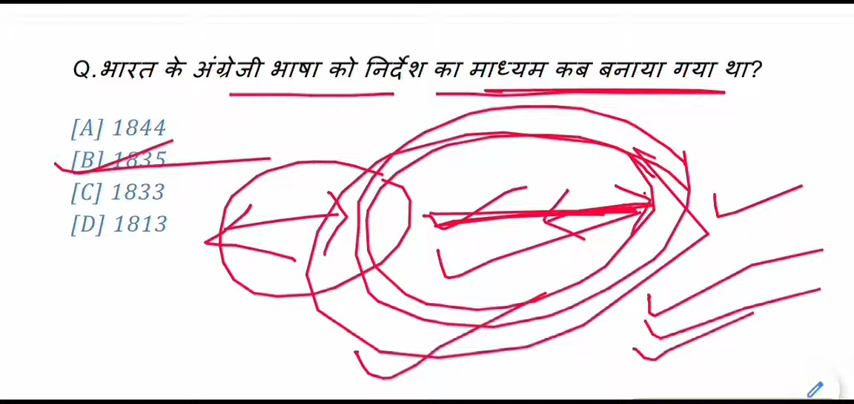 Q.भारत के अंग्रेजी भाषा को निर्देश का माध्यम कब बनाया गया था?
[A] 1844
[B] 1835
[C] 1833
[D] 1813